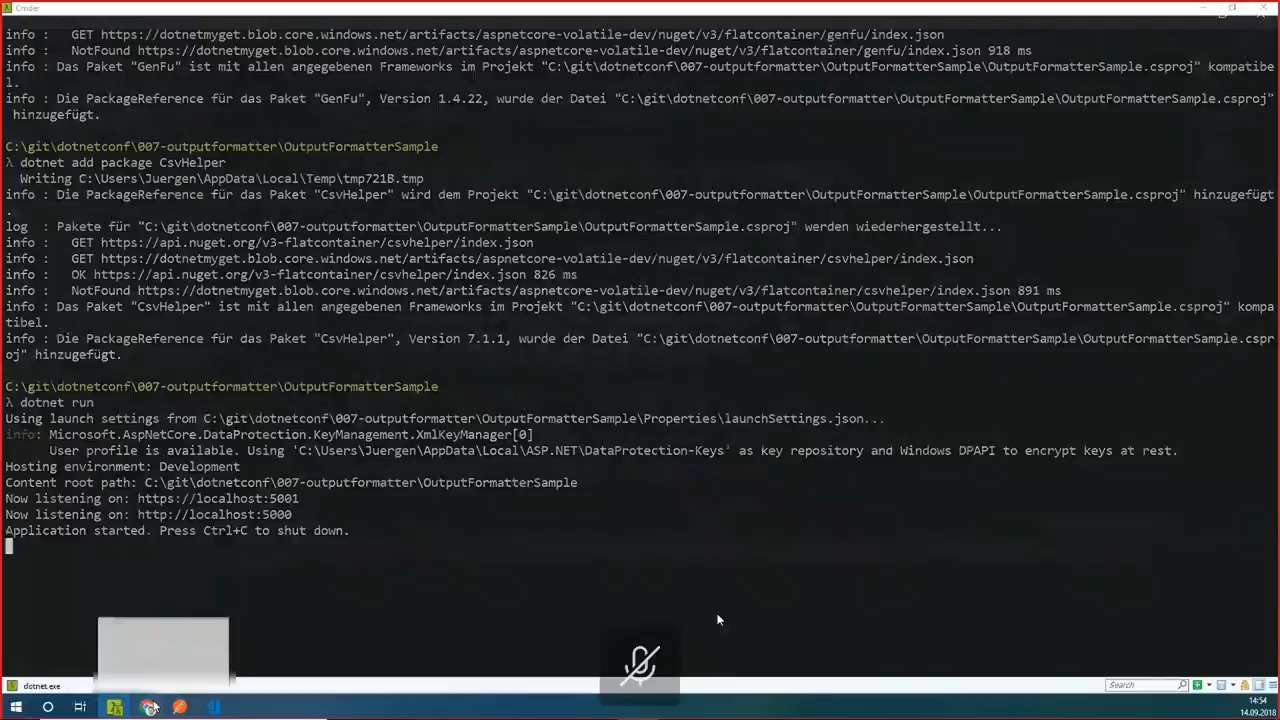 Cmder
info :   GET https://dotnetmyget.blob.core.windows.net/artifacts/aspnetcore-volatile-dev/nuget/v3/flatcontainer/genfu/index.json
info :   NotFound https://dotnetmyget.blob.core.windows.net/artifacts/aspnetcore-volatile-dev/nuget/v3/flatcontainer/genfu/index.json 918 ms
info : Das Paket "GenFu" ist mit allen angegebenen Frameworks im Projekt "C:\git\dotnetconf\007-outputformatter\OutputFormatterSample\OutputFormatterSample.csproj" kompatibe
l.
info : Die PackageReference für das Paket "GenFu", Version 1.4.22, wurde der Datei "C:\git\dotnetconf\007-outputformatter\OutputFormatterSample\OutputFormatterSample.csproj"
 hinzugefügt.
C:\git\dotnetconf\007-outputformatter\OutputFormatterSample
λ dotnet add package CsvHelper
  Writing C:\Users\Juergen\AppData\Local\Temp\tmp721B.tmp
info : Die PackageReference für das Paket "CsvHelper" wird dem Projekt "C:\git\dotnetconf\007-outputformatter\OutputFormatterSample\OutputFormatterSample.csproj" hinzugefügt
.
log  : Pakete für "C:\git\dotnetconf\007-outputformatter\OutputFormatterSample\OutputFormatterSample.csproj" werden wiederhergestellt...
info :   GET https://api.nuget.org/v3-flatcontainer/csvhelper/index.json
info :   GET https://dotnetmyget.blob.core.windows.net/artifacts/aspnetcore-volatile-dev/nuget/v3/flatcontainer/csvhelper/index.json
info :   OK https://api.nuget.org/v3-flatcontainer/csvhelper/index.json 826 ms
info :   NotFound https://dotnetmyget.blob.core.windows.net/artifacts/aspnetcore-volatile-dev/nuget/v3/flatcontainer/csvhelper/index.json 891 ms
info : Das Paket "CsvHelper" ist mit allen angegebenen Frameworks im Projekt "C:\git\dotnetconf\007-outputformatter\OutputFormatterSample\OutputFormatterSample.csproj" kompa
tibel.
info : Die PackageReference für das Paket "CsvHelper", Version 7.1.1, wurde der Datei "C:\git\dotnetconf\007-outputformatter\OutputFormatterSample\OutputFormatterSample.cspr
oj" hinzugefügt.
C:\git\dotnetconf\007-outputformatter\OutputFormatterSample
λ dotnet run
Using launch settings from C:\git\dotnetconf\007-outputformatter\OutputFormatterSample\Properties\launchSettings.json...
info: Microsoft.AspNetCore.DataProtection.KeyManagement.XmlKeyManager[0]
      User profile is available. Using 'C:\Users\Juergen\AppData\Local\ASP.NET\DataProtection-Keys' as key repository and Windows DPAPI to encrypt keys at rest.
Hosting environment: Development
Content root path: C:\git\dotnetconf\007-outputformatter\OutputFormatterSample
Now listening on: https://localhost:5001
Now listening on: http://localhost:5000
Application started. Press Ctrl+C to shut down.
dotnet.exe
Search
14:54
14.09.2018